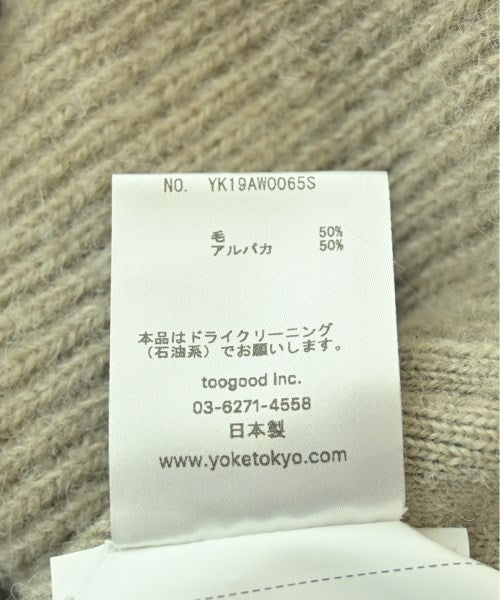 NO. YK19AW0065S
毛 50%
アルパカ 50%
本品はドライクリーニング
（石油系）でお願いします。
toogood Inc.
03-6271-4558
日本製
www.yoketokyo.com